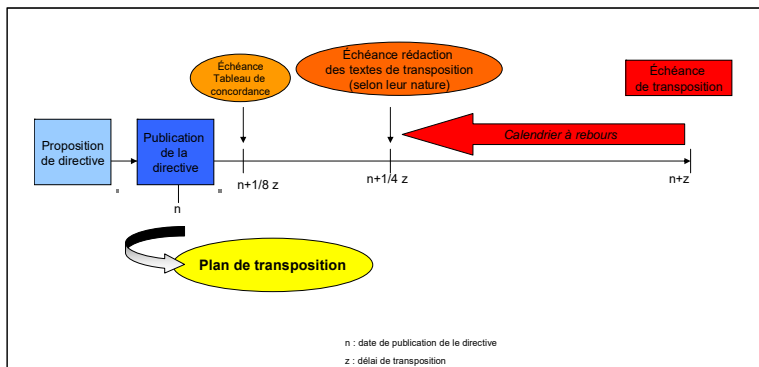 Échéance
Tableau de
concordance
Échéance rédaction
des textes de transposition
(selon leur nature)
Échéance
de transposition
Proposition
de directive
Publication
de la
directive
Calendrier à rebours
n
n+1/8 z
n+1/4 z
n+z
Plan de transposition
n : date de publication de le directive
z : délai de transposition